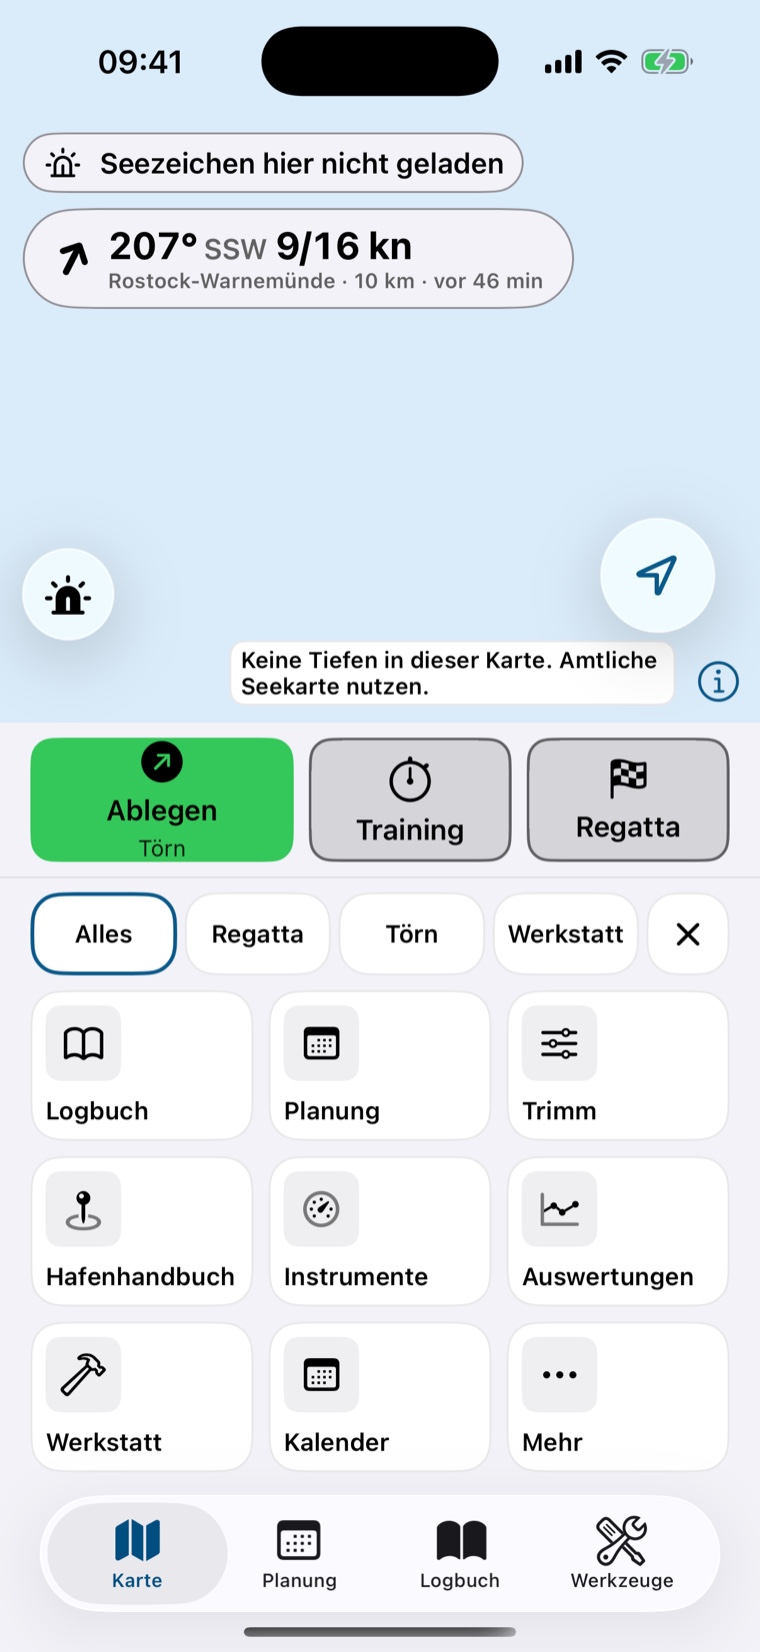 09:41
Seezeichen hier nicht geladen
207° SSW 9/16 kn
Rostock-Warnemünde · 10 km · vor 46 min
Keine Tiefen in dieser Karte. Amtliche
Seekarte nutzen.
Ablegen
Törn
Training
Regatta
Alles
Regatta
Törn
Werkstatt
Logbuch
Planung
Trimm
Hafenhandbuch
Instrumente
Auswertungen
Werkstatt
Kalender
Mehr
Karte
Planung
Logbuch
Werkzeuge